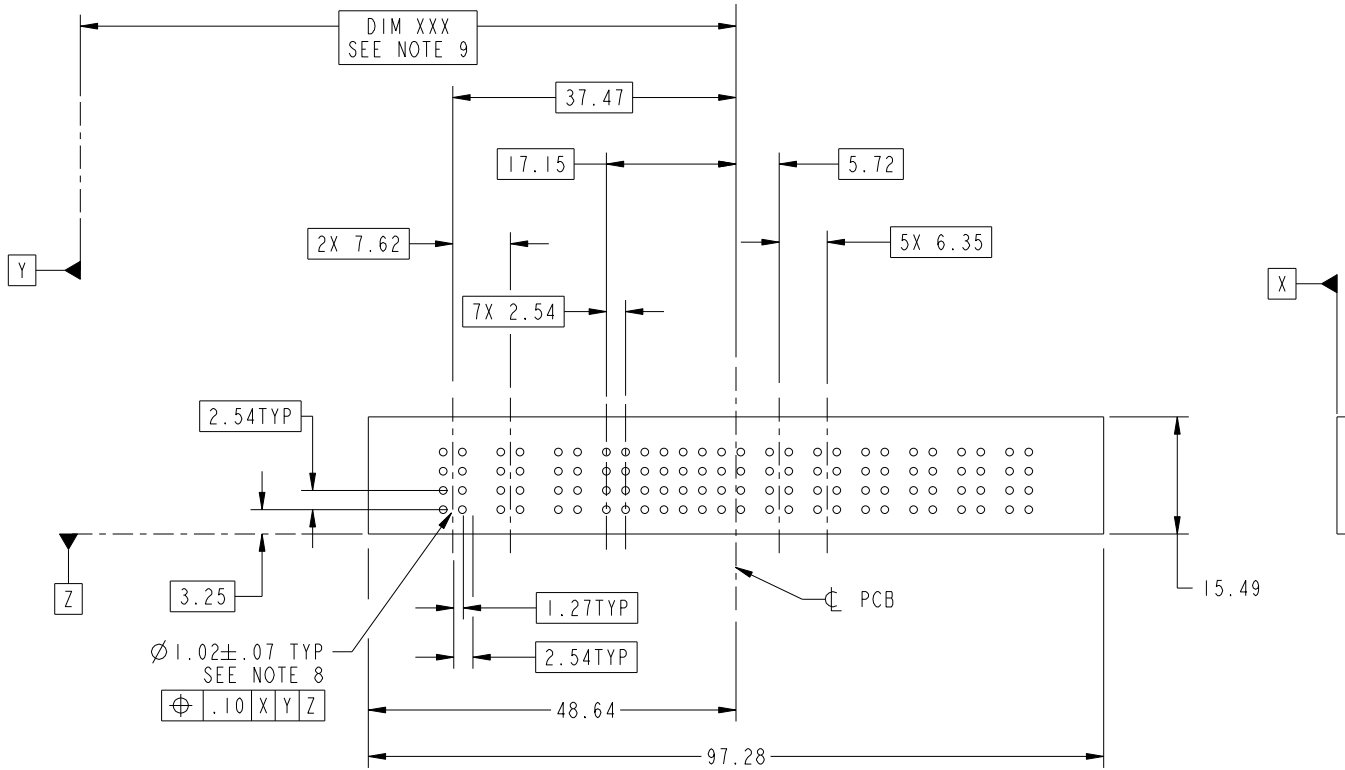 DIM XXX
SEE NOTE 9
37.47
17.15
5.72
2X 7.62
5X 6.35
Y
X
7X 2.54
2.54TYP
Z
3.25
1.27TYP
℄ PCB
15.49
Ø1.02±.07 TYP
SEE NOTE 8
2.54TYP
⌖ .10 X Y Z
48.64
97.28